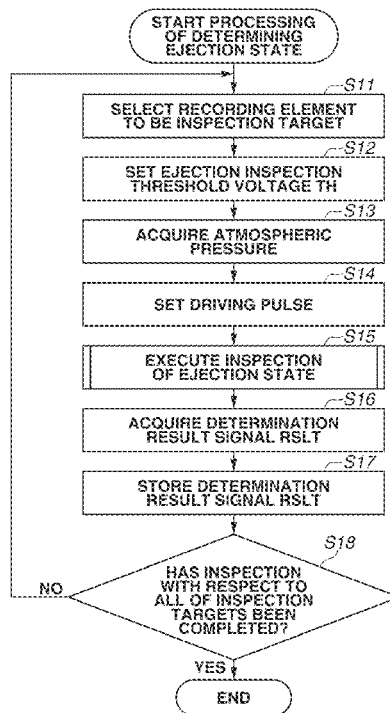 START PROCESSING
OF DETERMINING
EJECTION STATE
S11
SELECT RECORDING ELEMENT
TO BE INSPECTION TARGET
S12
SET EJECTION INSPECTION
THRESHOLD VOLTAGE TH
S13
ACQUIRE ATMOSPHERIC
PRESSURE
S14
SET DRIVING PULSE
S15
EXECUTE INSPECTION
OF EJECTION STATE
S16
ACQUIRE DETERMINATION
RESULT SIGNAL RSLT
S17
STORE DETERMINATION
RESULT SIGNAL RSLT
S18
HAS INSPECTION
WITH RESPECT TO
ALL OF INSPECTION
TARGETS BEEN
COMPLETED?
NO
YES
END